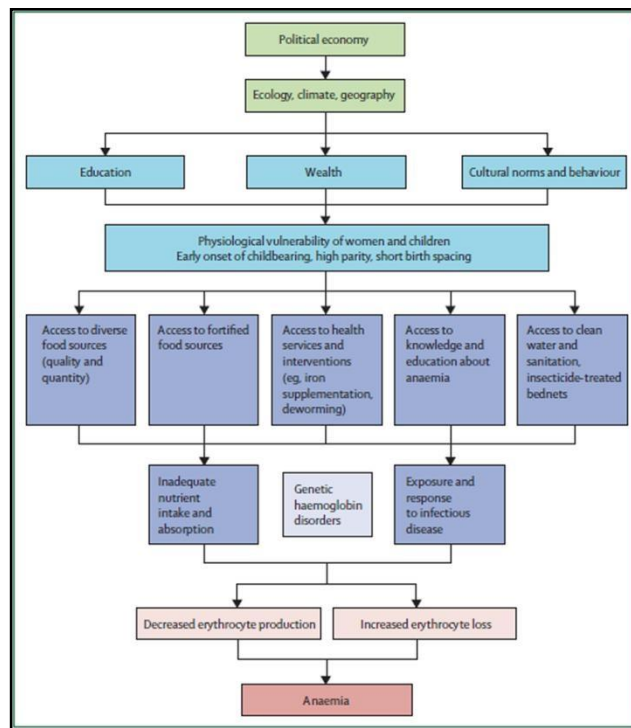 Political economy
Ecology, climate, geography
Education
Wealth
Cultural norms and behaviour
Physiological vulnerability of women and children
Early onset of childbearing, high parity, short birth spacing
Access to diverse
food sources
(quality and
quantity)
Access to fortified
food sources
Access to health
services and
interventions
(eg, iron
supplementation,
deworming)
Access to
knowledge and
education about
anaemia
Access to clean
water and
sanitation,
insecticide-treated
bednets
Inadequate
nutrient
intake and
absorption
Genetic
haemoglobin
disorders
Exposure and
response
to infectious
disease
Decreased erythrocyte production
Increased erythrocyte loss
Anaemia